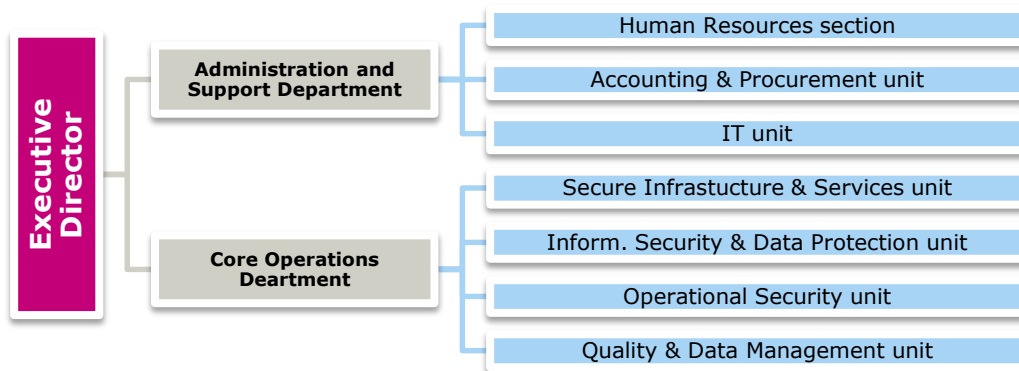 Executive
Director
Administration and
Support Department
Human Resources section
Accounting & Procurement unit
IT unit
Core Operations
Deartment
Secure Infrastucture & Services unit
Inform. Security & Data Protection unit
Operational Security unit
Quality & Data Management unit